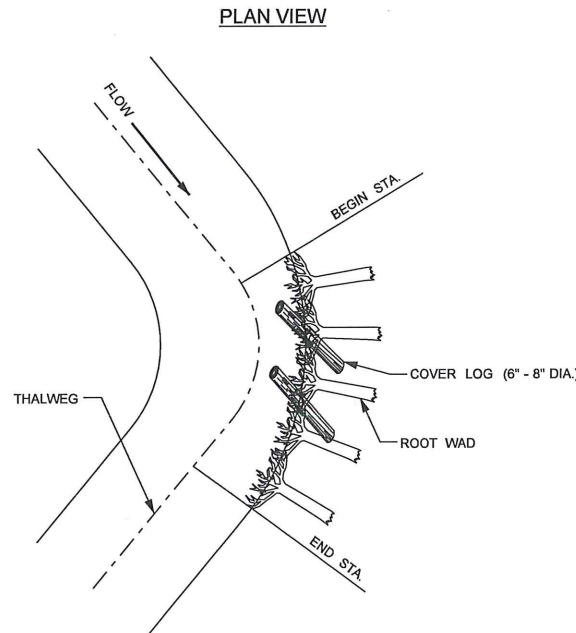 PLAN VIEW
FLOW
BEGIN STA.
COVER LOG (6" - 8" DIA.)
THALWEG
ROOT WAD
END STA.